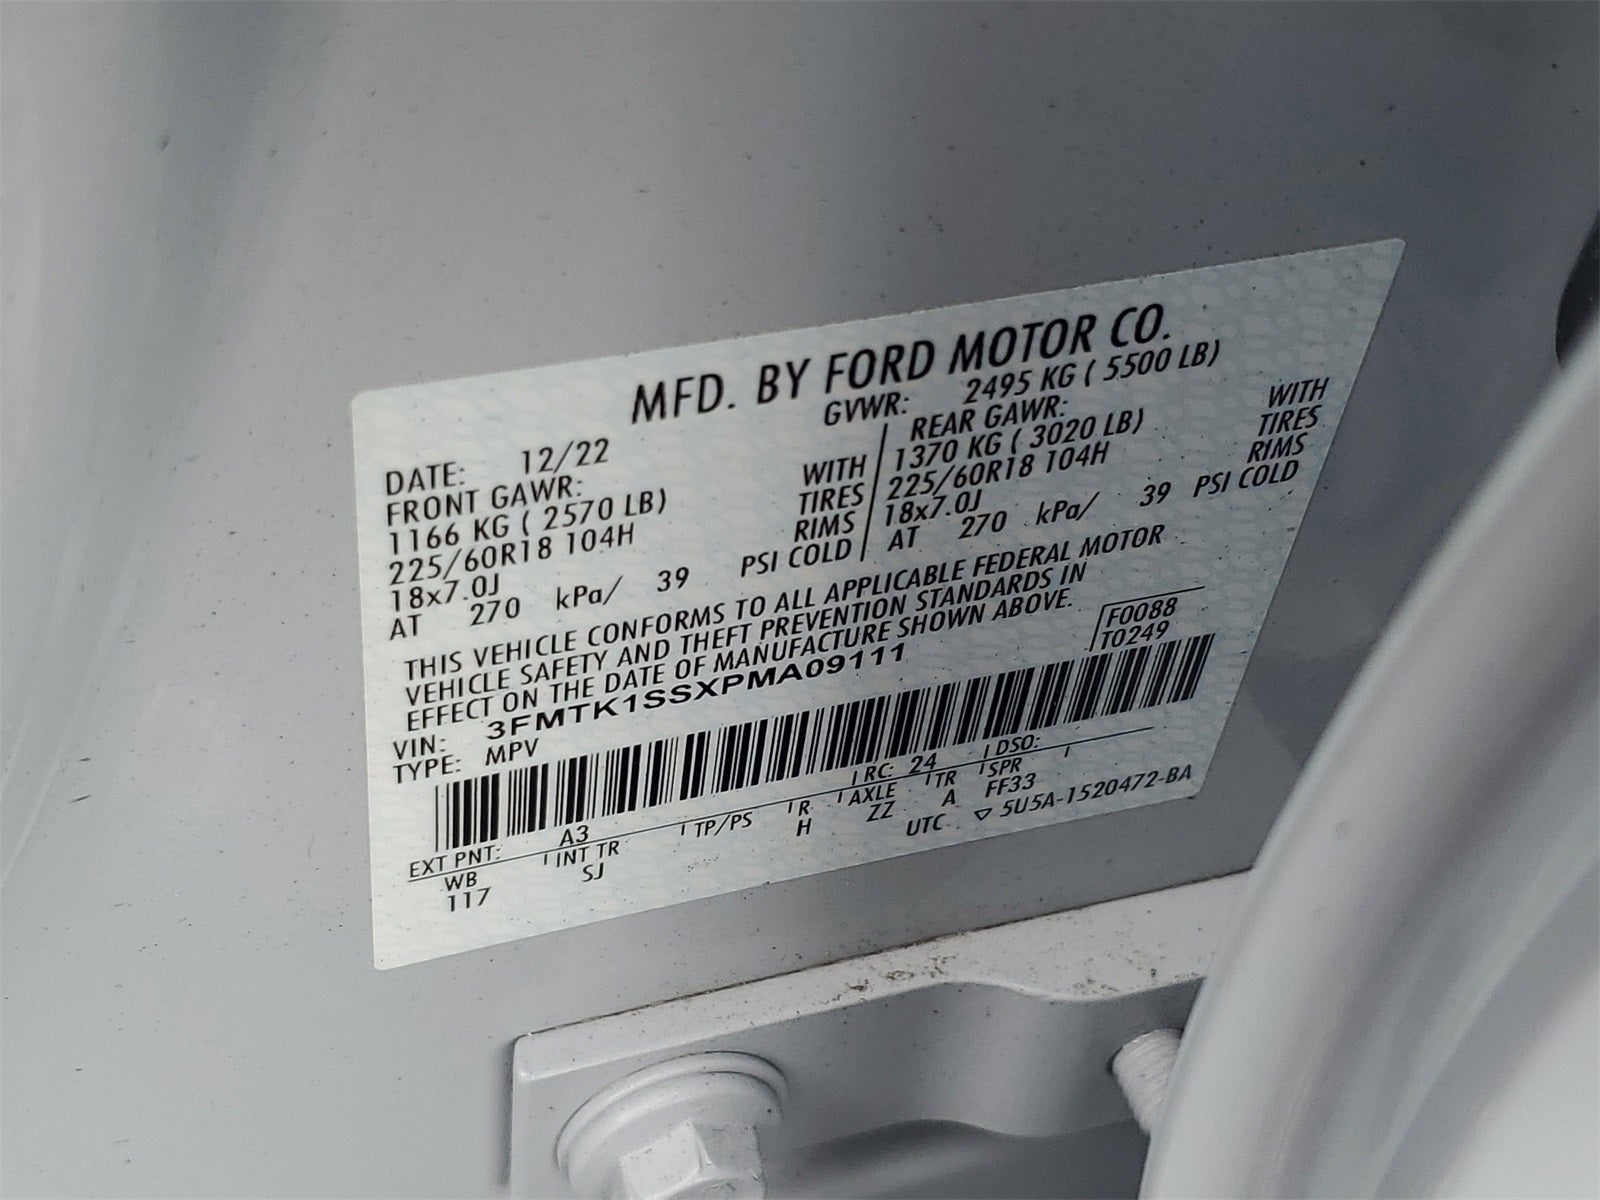 MFD. BY FORD MOTOR CO.
DATE: 12/22 GVWR: 2495 KG ( 5500 LB)
FRONT GAWR: REAR GAWR:
1166 KG ( 2570 LB) WITH 1370 KG ( 3020 LB) WITH
225/60R18 104H TIRES 225/60R18 104H TIRES
18x7.0J RIMS 18x7.0J RIMS
AT 270 kPa/ 39 PSI COLD AT 270 kPa/ 39 PSI COLD
THIS VEHICLE CONFORMS TO ALL APPLICABLE FEDERAL MOTOR
VEHICLE SAFETY AND THEFT PREVENTION STANDARDS IN
EFFECT ON THE DATE OF MANUFACTURE SHOWN ABOVE.
F0088
T0249
VIN: 3FMTK1SSXPMA09111
TYPE: MPV
EXT PNT: A3 RC: 24 DSO:
WB INT TR TP/PS R AXLE TR SPR
117 SJ H ZZ A FF33
UTC ▽ 5U5A-1520472-BA